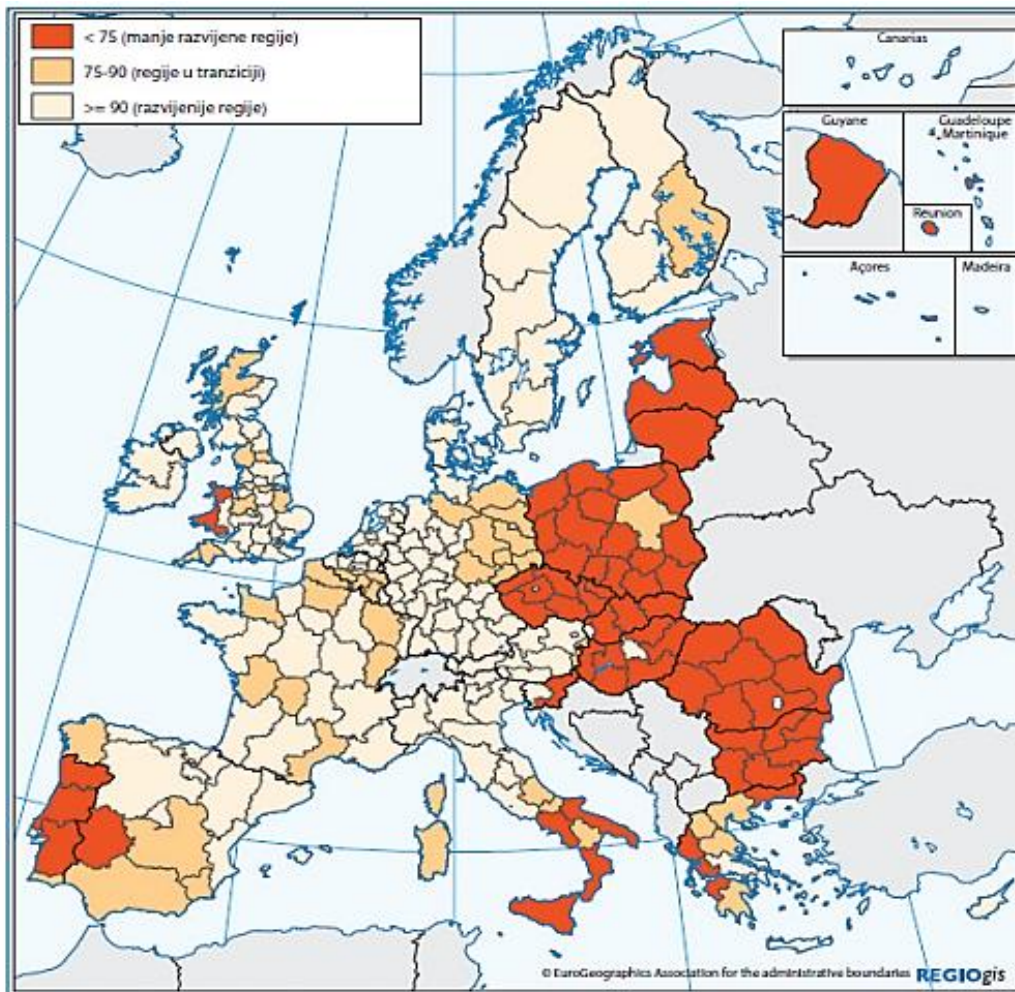 < 75 (manje razvijene regije)
75-90 (regije u tranziciji)
>= 90 (razvijenije regije)
Canarias
Guyane
Guadeloupe
Martinique
Reunion
Açores
Madeira
© EuroGeographics Association for the administrative boundaries REGIOgis